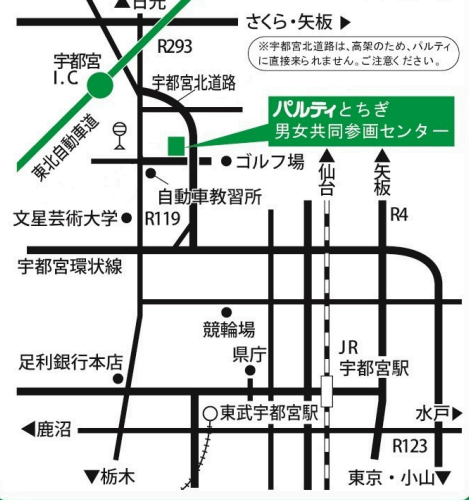 ▲日光
さくら・矢板 ▶
R293
※宇都宮北道路は、高架のため、パルティ
に直接来られません。ご注意ください。
宇都宮
I.C
宇都宮北道路
パルティとちぎ
男女共同参画センター
東北自動車道
●ゴルフ場
▲仙台
▲矢板
自動車教習所
文星芸術大学●
R119
R4
宇都宮環状線
競輪場
県庁
JR
宇都宮駅
足利銀行本店
東武宇都宮駅
水戸▶
◀鹿沼
R123
▼栃木
東京・小山▼